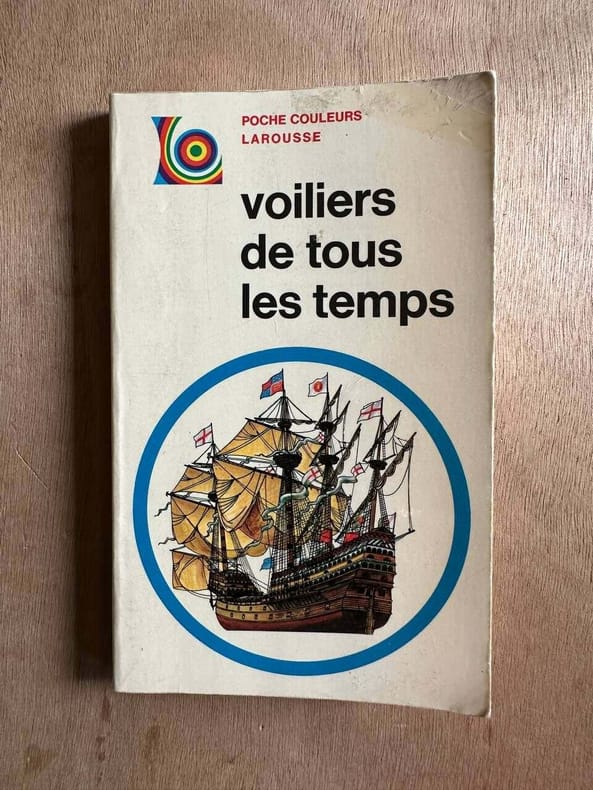 POCHE COULEURS
LAROUSSE
voiliers
de tous
les temps